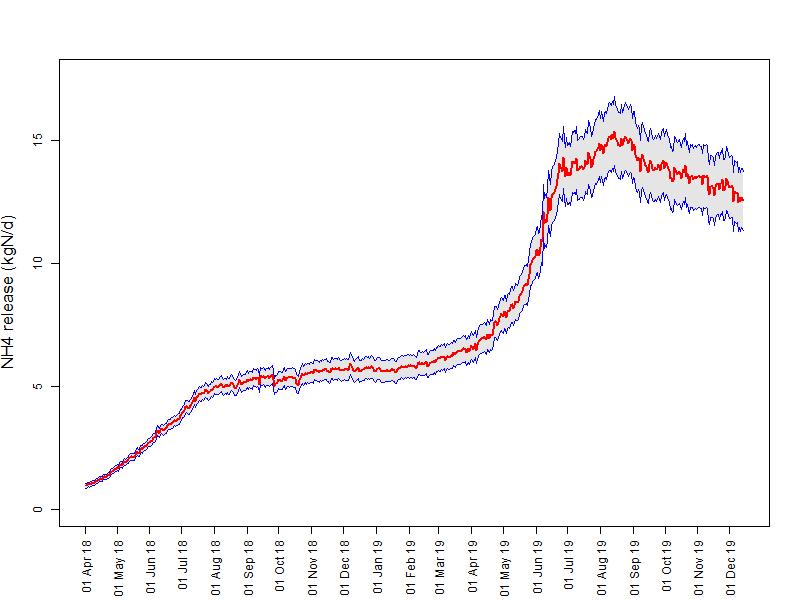 NH4 release (kgN/d)
15
10
5
0
01 Apr 18
01 May 18
01 Jun 18
01 Jul 18
01 Aug 18
01 Sep 18
01 Oct 18
01 Nov 18
01 Dec 18
01 Jan 19
01 Feb 19
01 Mar 19
01 Apr 19
01 May 19
01 Jun 19
01 Jul 19
01 Aug 19
01 Sep 19
01 Oct 19
01 Nov 19
01 Dec 19